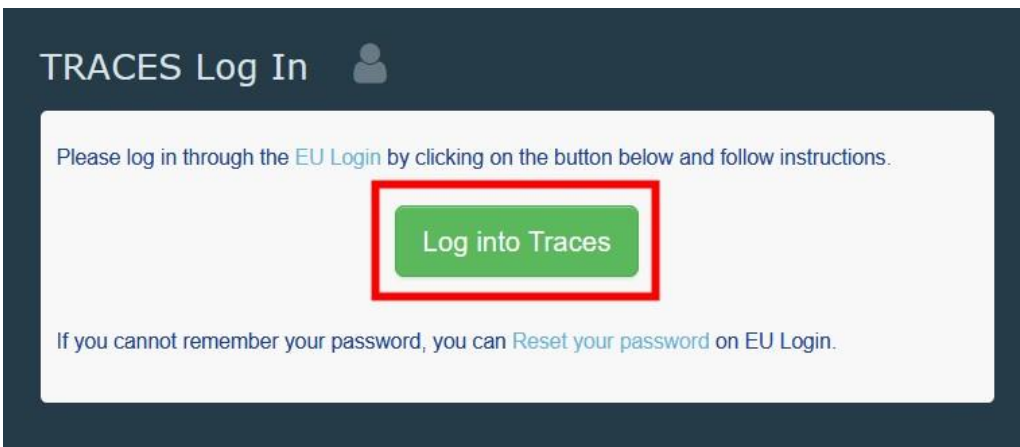 TRACES Log In
Please log in through the EU Login by clicking on the button below and follow instructions.
Log into Traces
If you cannot remember your password, you can Reset your password on EU Login.